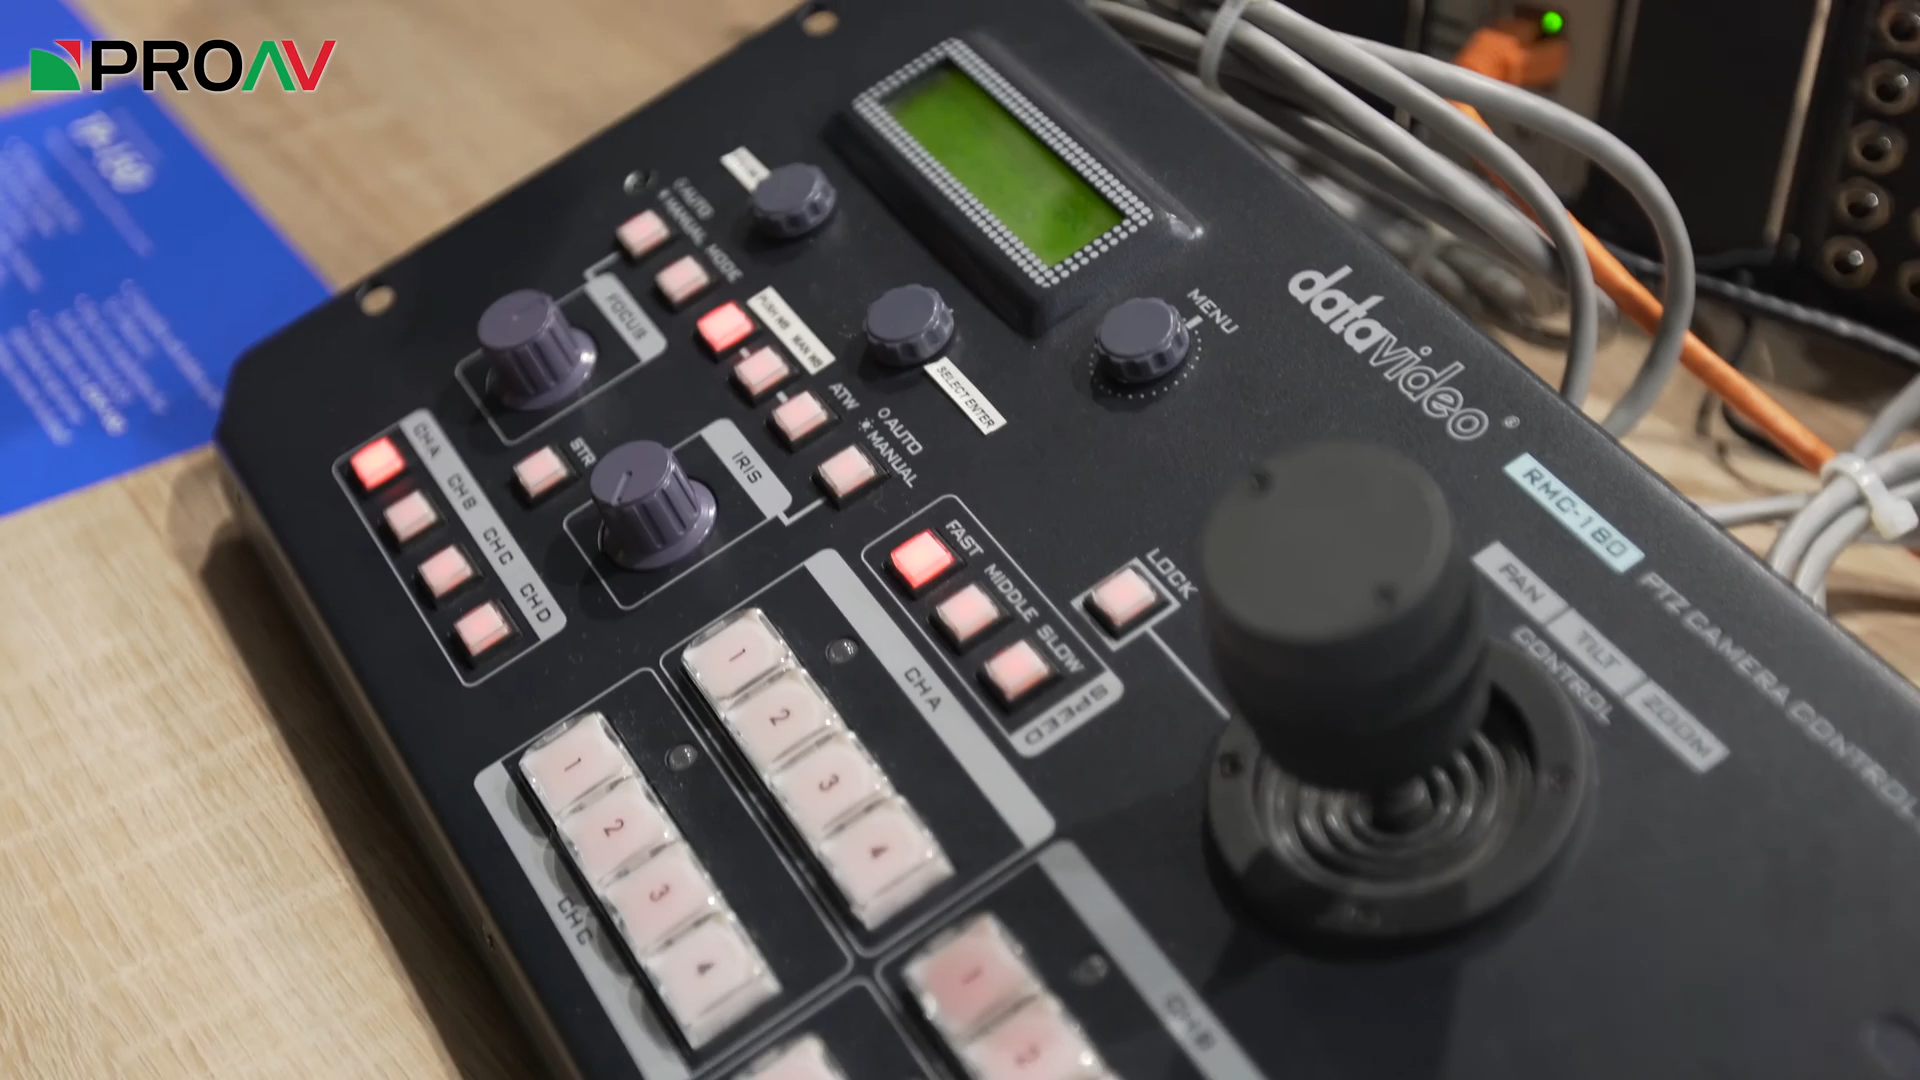 PROAV
AUTO
MANUAL
MODE
FOCUS
PUSH WB MAN WB
ATW
SELECT ENTER
MENU
datavideo
RMC-180
PTZ CAMERA CONTROL
PAN
TILT
ZOOM
CONTROL
AUTO
MANUAL
STR
IRIS
CH A
CH B
CH C
CH D
FAST
MIDDLE
SLOW
SPEED
LOCK
1
2
3
4
CH A
1
2
3
4
CH C
1
2
CH B